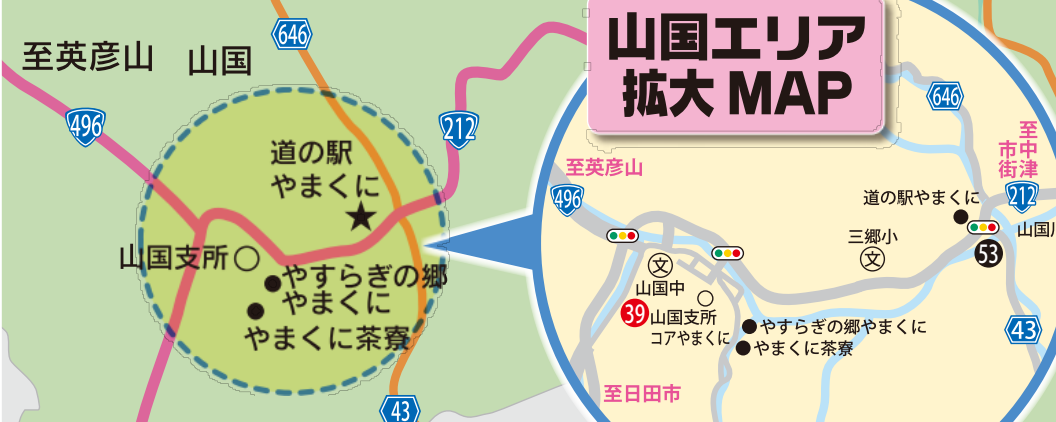 646
至英彦山
山国
496
212
道の駅
やまくに
山国支所
やすらぎの郷
やまくに
やまくに茶寮
43
山国エリア
拡大 MAP
646
至中津
市街
至英彦山
496
212
道の駅やまくに
三郷小
文
53
文
山国中
39
山国支所
コアやまくに
やすらぎの郷やまくに
やまくに茶寮
43
至日田市